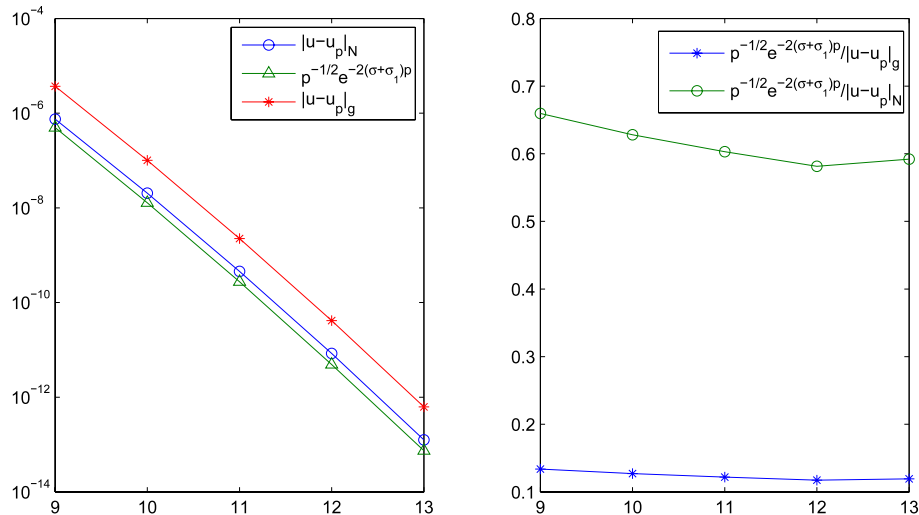 10^−4
10^−6
10^−8
10^−10
10^−12
10^−14
9 10 11 12 13
|u−u_p|_N
p^−1/2 e^−2(σ+σ_1)p
|u−u_p|_g
0.8
0.7
0.6
0.5
0.4
0.3
0.2
0.1
9 10 11 12 13
p^−1/2 e^−2(σ+σ_1)p/|u−u_p|_g
p^−1/2 e^−2(σ+σ_1)p/|u−u_p|_N